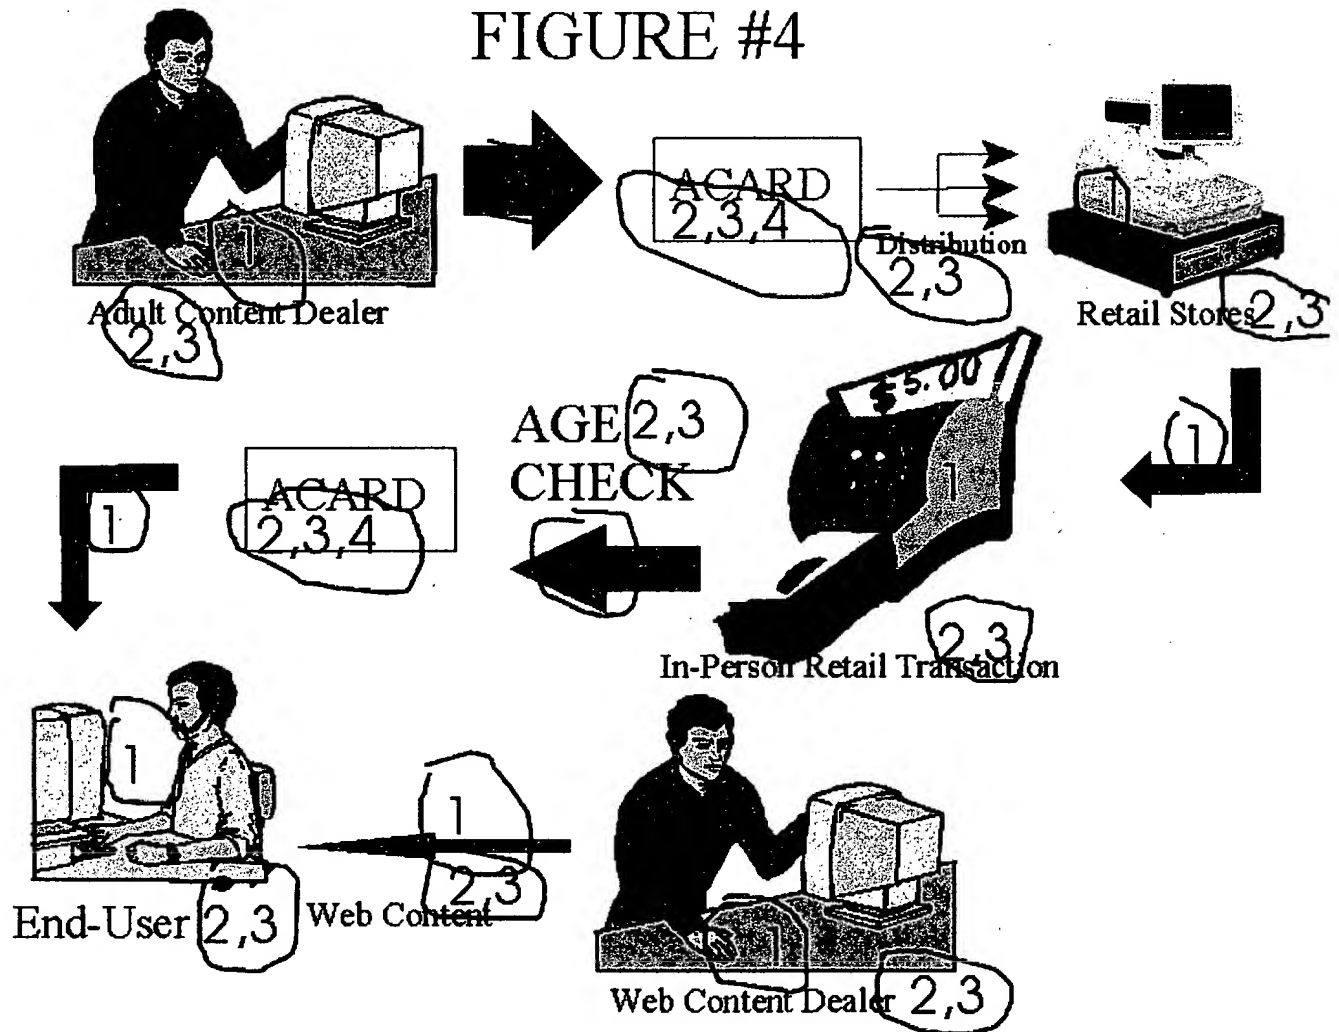 FIGURE #4
ACARD
2,3,4
1
1
Distribution
2,3
Adult Content Dealer
2,3
Retail Stores 2,3
$5.00
AGE 2,3
CHECK
1
1
ACARD
2,3,4
1
2,3
In-Person Retail Transaction
1
1
2,3
End-User 2,3
Web Content
1
Web Content Dealer 2,3